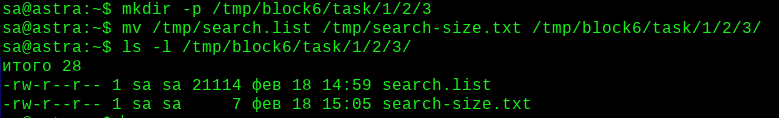 sa@astra:~$ mkdir -p /tmp/block6/task/1/2/3
sa@astra:~$ mv /tmp/search.list /tmp/search-size.txt /tmp/block6/task/1/2/3/
sa@astra:~$ ls -l /tmp/block6/task/1/2/3/
итого 28
-rw-r--r-- 1 sa sa 21114 фев 18 14:59 search.list
-rw-r--r-- 1 sa sa     7 фев 18 15:05 search-size.txt